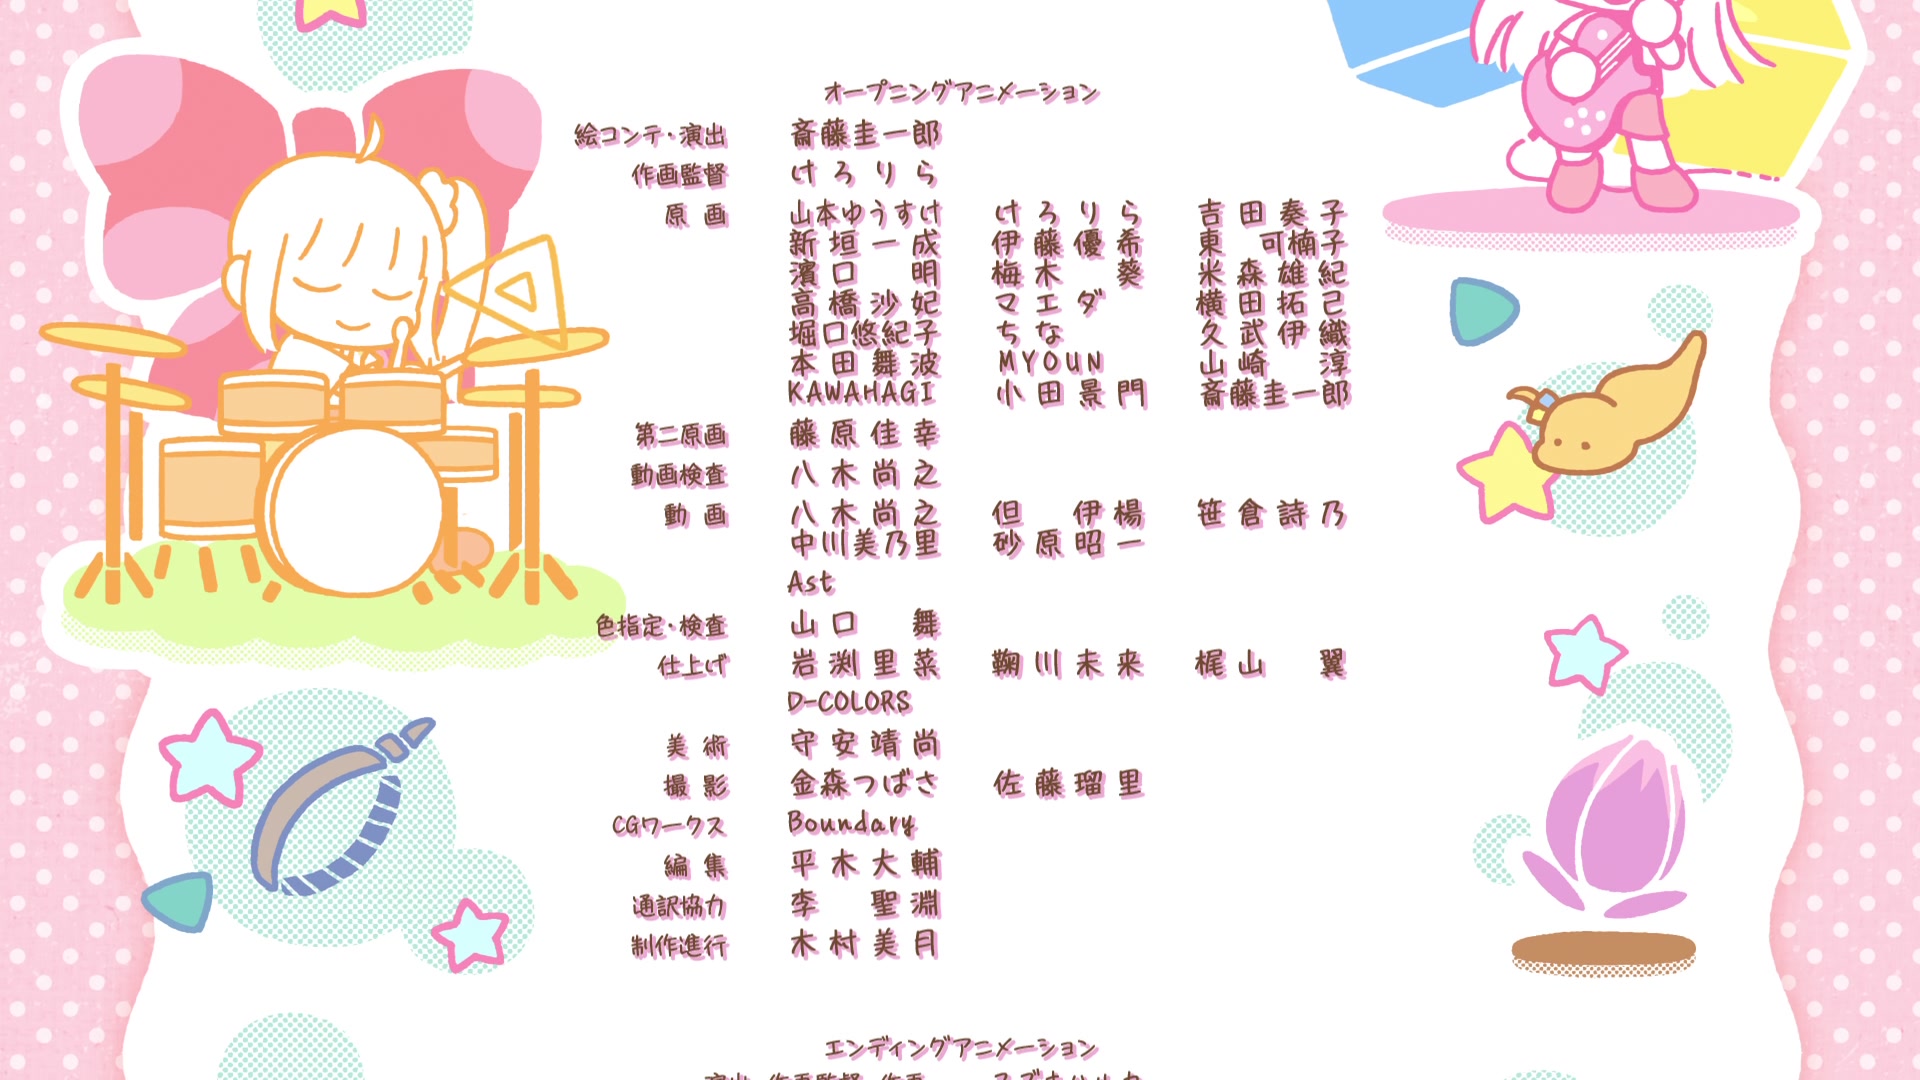 オープニングアニメーション
絵コンテ・演出 斎藤圭一郎
作画監督 けろりら
原画 山本ゆうすけ けろりら 吉田奏子
新垣一成 伊藤優希 東 可楠子
濱口 明 梅木 葵 米森雄紀
高橋沙妃 マエダ 横田拓己
堀口悠紀子 ちな 久武伊織
本田舞波 MYOUN 山崎 淳
KAWAHAGI 小田景門 斎藤圭一郎
第二原画 藤原佳幸
動画検査 八木尚之
動画 八木尚之 但 伊楊 笹倉詩乃
中川美乃里 砂原昭一
Ast
色指定・検査 山口 舞
仕上げ 岩渕里菜 鞠川未来 梶山 翼
D-COLORS
美術 守安靖尚
撮影 金森つばさ 佐藤瑠里
CGワークス Boundary
編集 平木大輔
通訳協力 李 聖淵
制作進行 木村美月
エンディングアニメーション